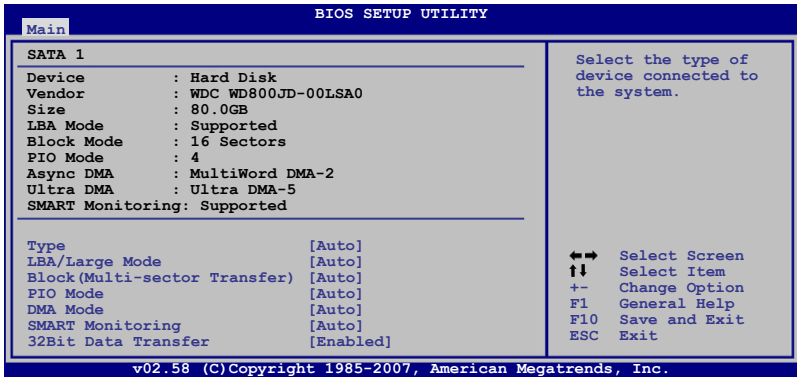 BIOS SETUP UTILITY
Main
SATA 1
Device : Hard Disk
Vendor : WDC WD800JD-00LSA0
Size : 80.0GB
LBA Mode : Supported
Block Mode : 16 Sectors
PIO Mode : 4
Async DMA : MultiWord DMA-2
Ultra DMA : Ultra DMA-5
SMART Monitoring: Supported
Type [Auto]
LBA/Large Mode [Auto]
Block(Multi-sector Transfer) [Auto]
PIO Mode [Auto]
DMA Mode [Auto]
SMART Monitoring [Auto]
32Bit Data Transfer [Enabled]
Select the type of
device connected to
the system.
←→ Select Screen
↑↓ Select Item
+- Change Option
F1 General Help
F10 Save and Exit
ESC Exit
v02.58 (C)Copyright 1985-2007, American Megatrends, Inc.